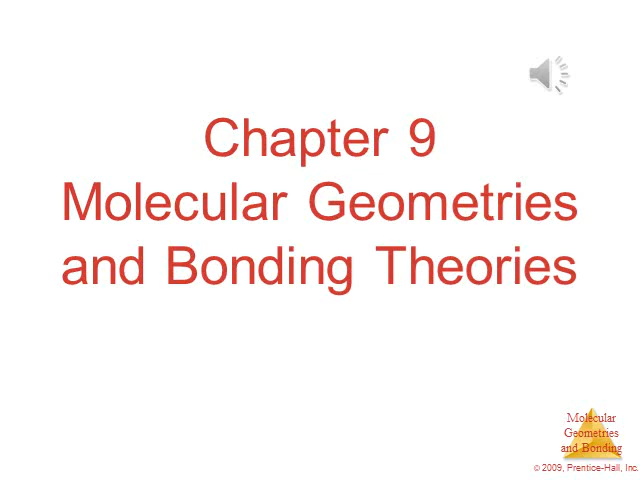 Chapter 9
Molecular Geometries
and Bonding Theories
Molecular
Geometries
and Bonding
© 2009, Prentice-Hall, Inc.